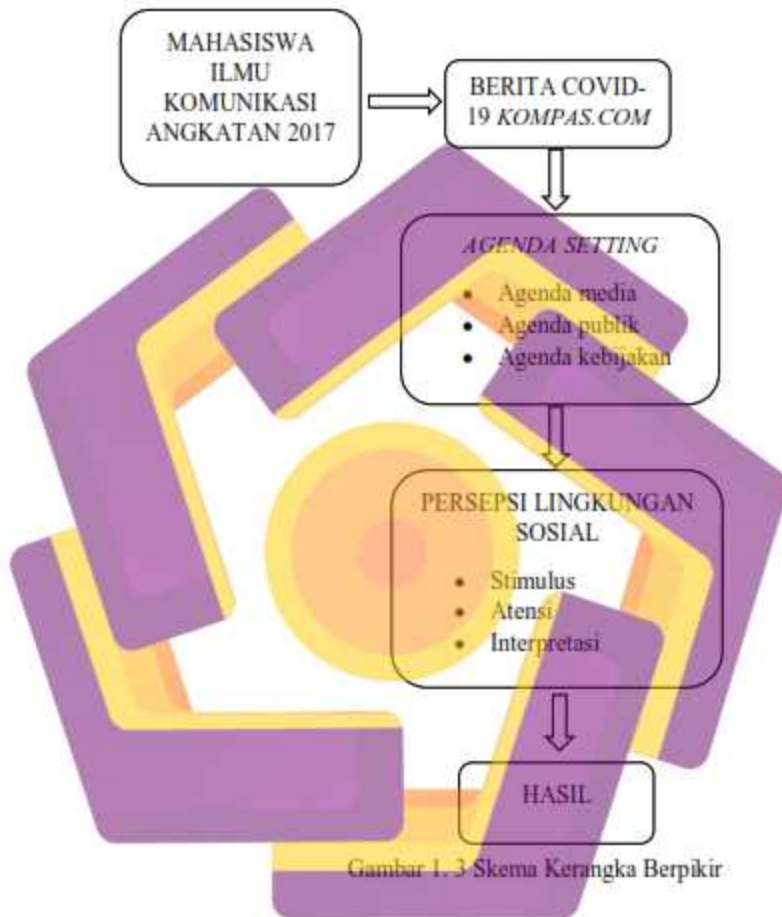 MAHASISWA
ILMU
KOMUNIKASI
ANGKATAN 2017
BERITA COVID-
19 KOMPAS.COM
AGENDA SETTING
• Agenda media
• Agenda publik
• Agenda kebijakan
PERSEPSI LINGKUNGAN
SOSIAL
• Stimulus
• Atensi
• Interpretasi
HASIL
Gambar 1. 3 Skema Kerangka Berpikir